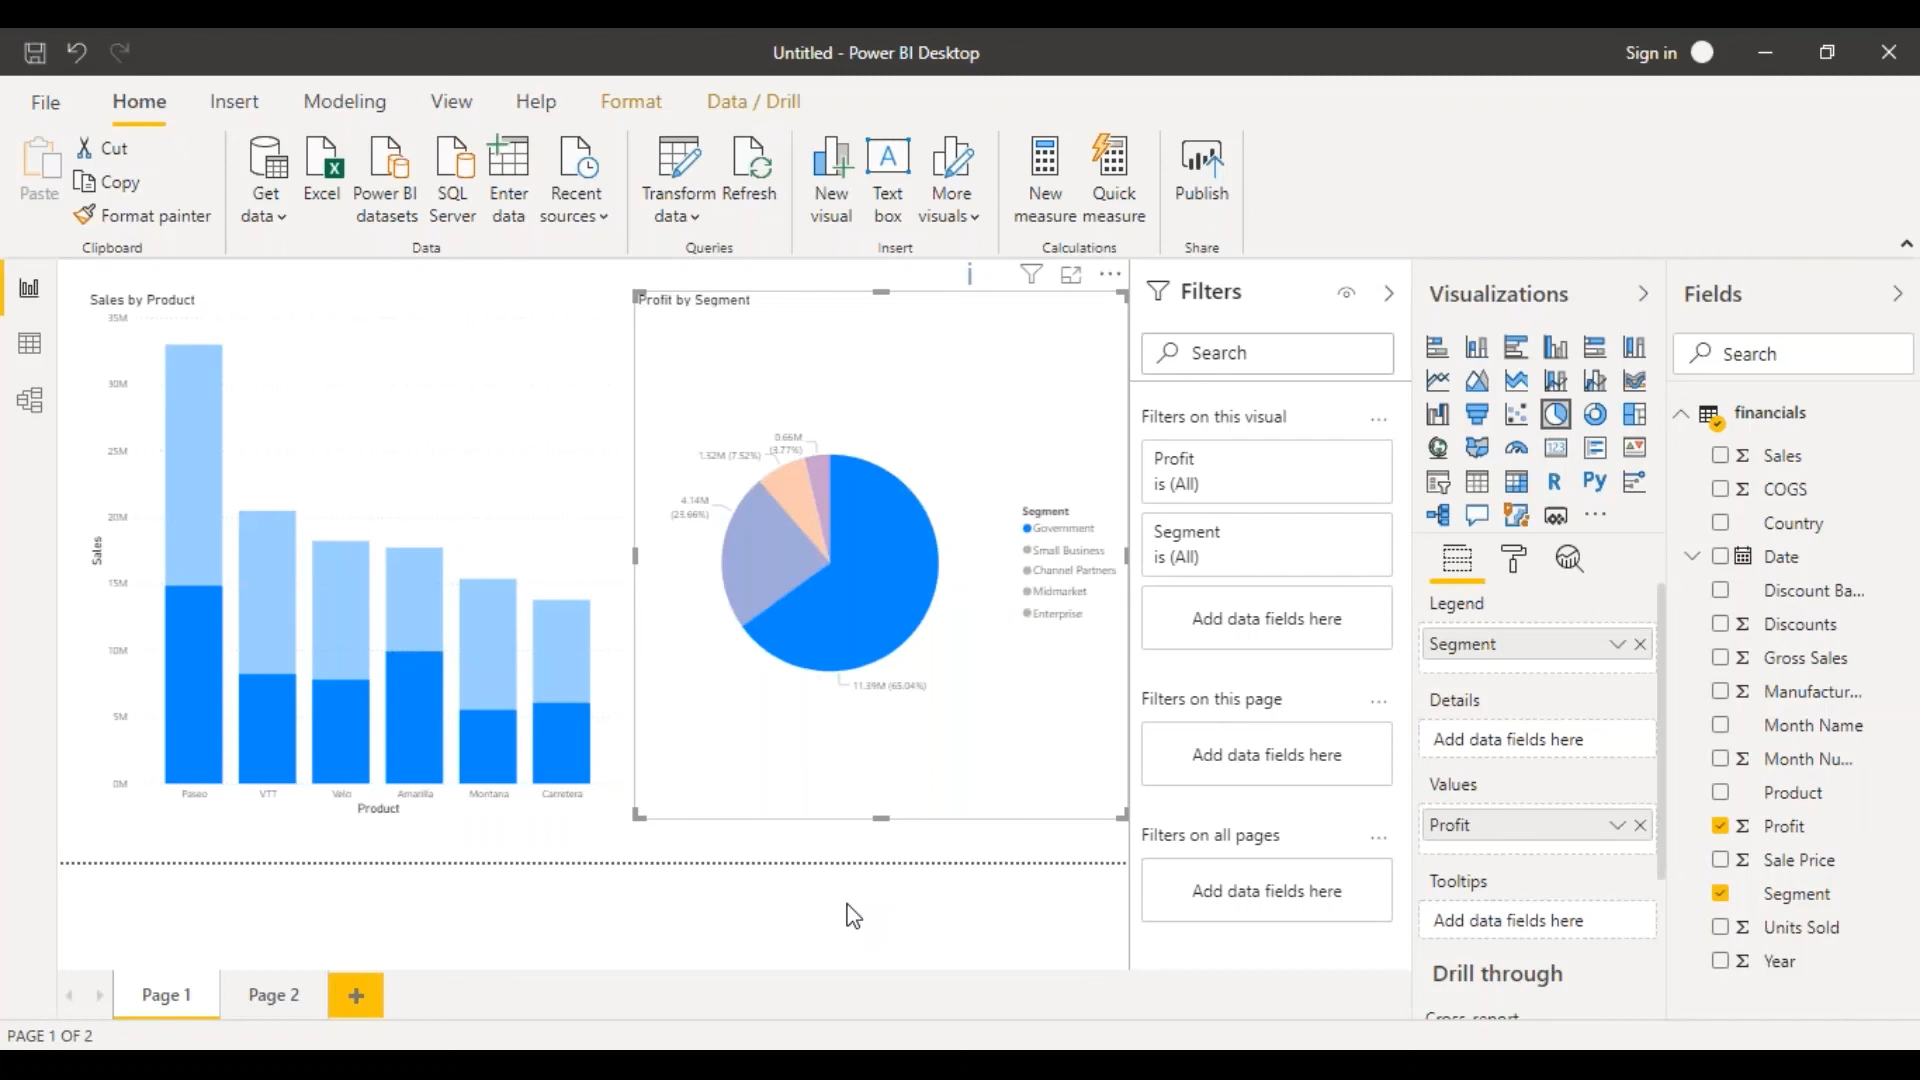 Untitled - Power BI Desktop
Sign in
File
Home
Insert
Modeling
View
Help
Format
Data / Drill
Paste
Cut
Copy
Format painter
Clipboard
Get data
Excel
Power BI datasets
SQL Server
Enter data
Recent sources
Data
Transform data
Refresh
Queries
New visual
Text box
More visuals
Insert
New measure
Quick measure
Calculations
Publish
Share
Sales by Product
35M
30M
25M
20M
15M
10M
5M
0M
Sales
Paseo
VTT
Velo
Amarilla
Montana
Carretera
Product
Profit by Segment
0.66M
(3.77%)
1.32M (7.52%)
4.14M
(23.66%)
11.39M (65.04%)
Segment
Government
Small Business
Channel Partners
Midmarket
Enterprise
Filters
Search
Filters on this visual
Profit
is (All)
Segment
is (All)
Add data fields here
Filters on this page
Add data fields here
Filters on all pages
Add data fields here
Visualizations
123
R
Py
Legend
Segment
Details
Add data fields here
Values
Profit
Tooltips
Add data fields here
Drill through
Cross-report
Fields
Search
financials
Σ Sales
Σ COGS
Country
Date
Discount Ba...
Σ Discounts
Σ Gross Sales
Σ Manufactur...
Month Name
Σ Month Nu...
Product
Σ Profit
Σ Sale Price
Segment
Σ Units Sold
Σ Year
Page 1
Page 2
PAGE 1 OF 2